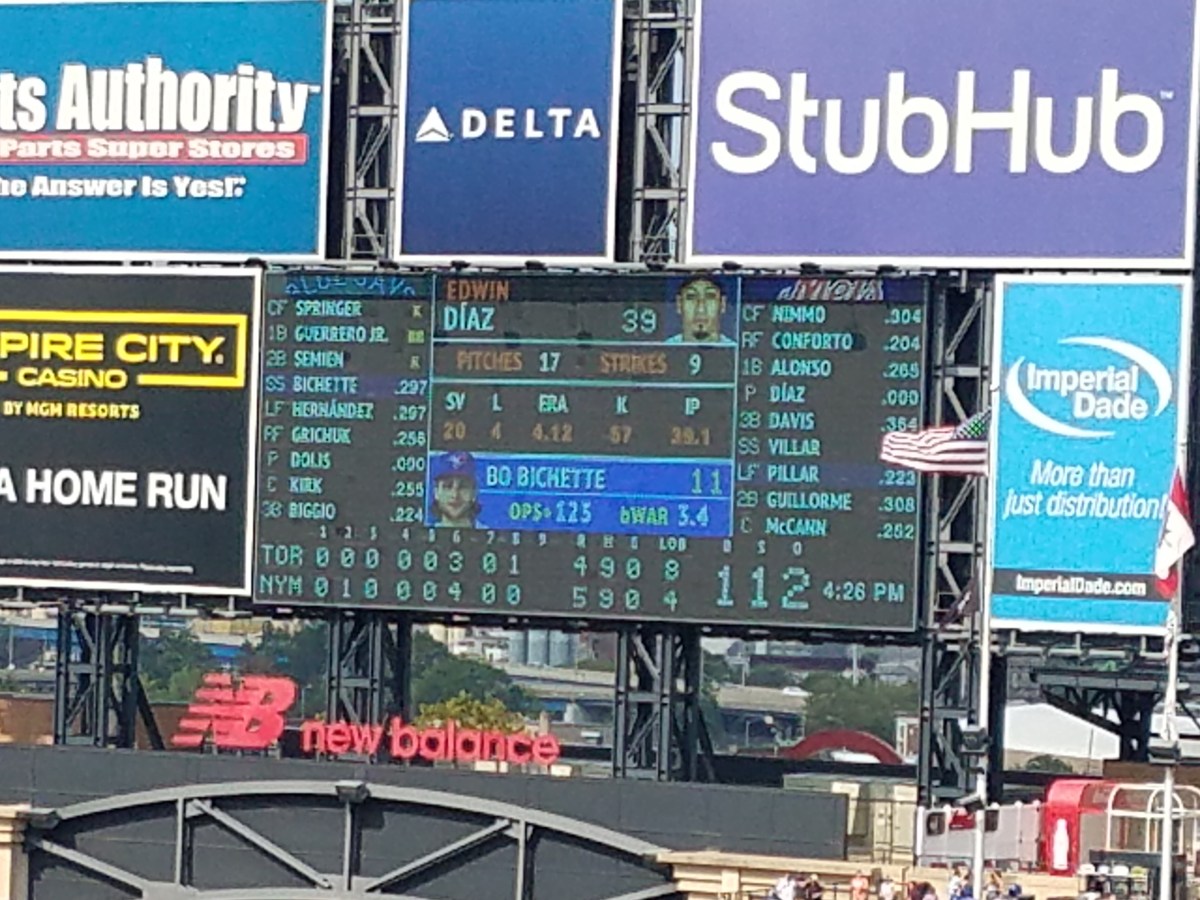 ts Authority
Parts Super Stores
he Answer Is Yes!
DELTA
StubHub™
PIRE CITY.
CASINO
BY MGM RESORTS
A HOME RUN
BLUE JAYS
CF SPRINGER K
1B GUERRERO JR.
2B SEMIEN K
SS BICHETTE .297
LF HERNÁNDEZ .297
RF GRICHUK .256
P DOLIS .000
C KIRK .255
3B BIGGIO .224
EDWIN
DÍAZ 39
PITCHES 17 STRIKES 9
SV L ERA K IP
20 4 4.12 57 39.1
BO BICHETTE 11
OPS+ 125 bWAR 3.4
CF NIMMO .304
RF CONFORTO .204
1B ALONSO .265
P DÍAZ .000
3B DAVIS .364
SS VILLAR
LF PILLAR .223
2B GUILLORME .308
C McCANN .252
1 2 3 4 5 6 7 8 9 R H E LOB B S O
TOR 0 0 0 0 0 3 0 1 4 9 0 8
NYM 0 1 0 0 0 4 0 0 5 9 0 4
1 1 2 4:26 PM
Imperial
Dade
More than
just distribution!
ImperialDade.com
new balance